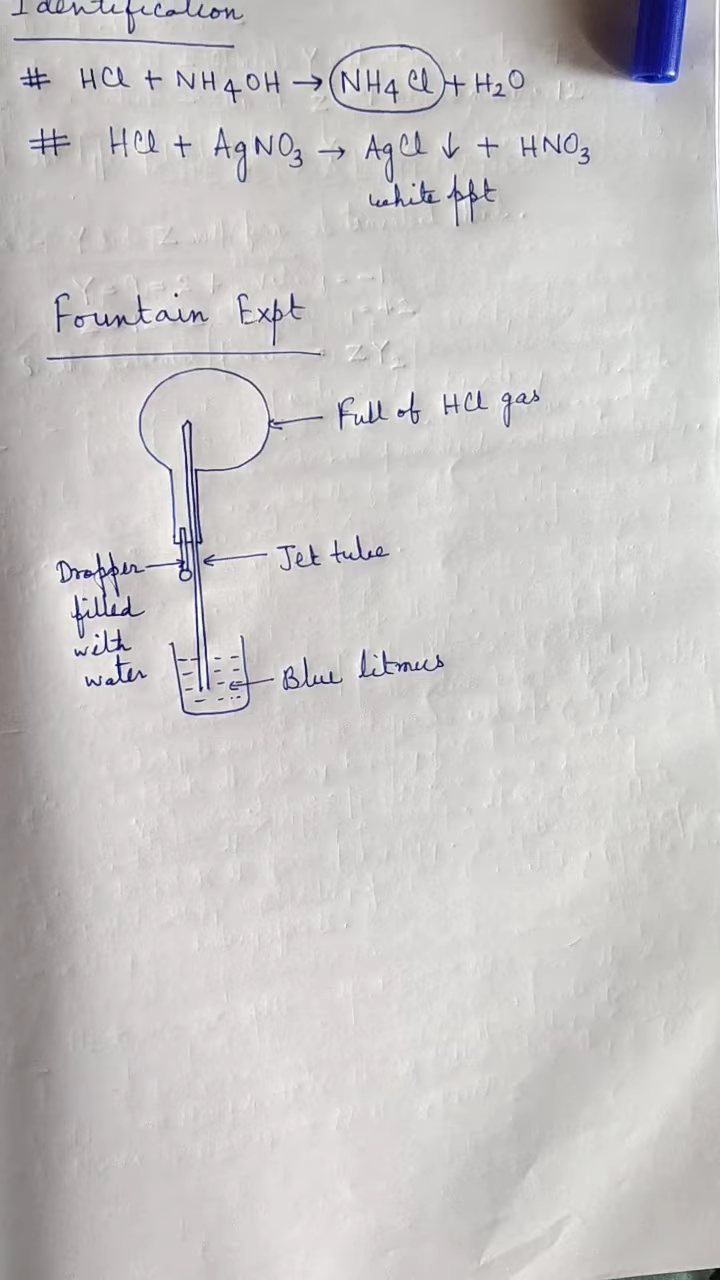 Identification
# HCl + NH4OH → NH4Cl + H2O
# HCl + AgNO3 → AgCl ↓ + HNO3
white ppt
Fountain Expt
Full of HCl gas
Dropper
filled
with
water
Jet tube
Blue litmus